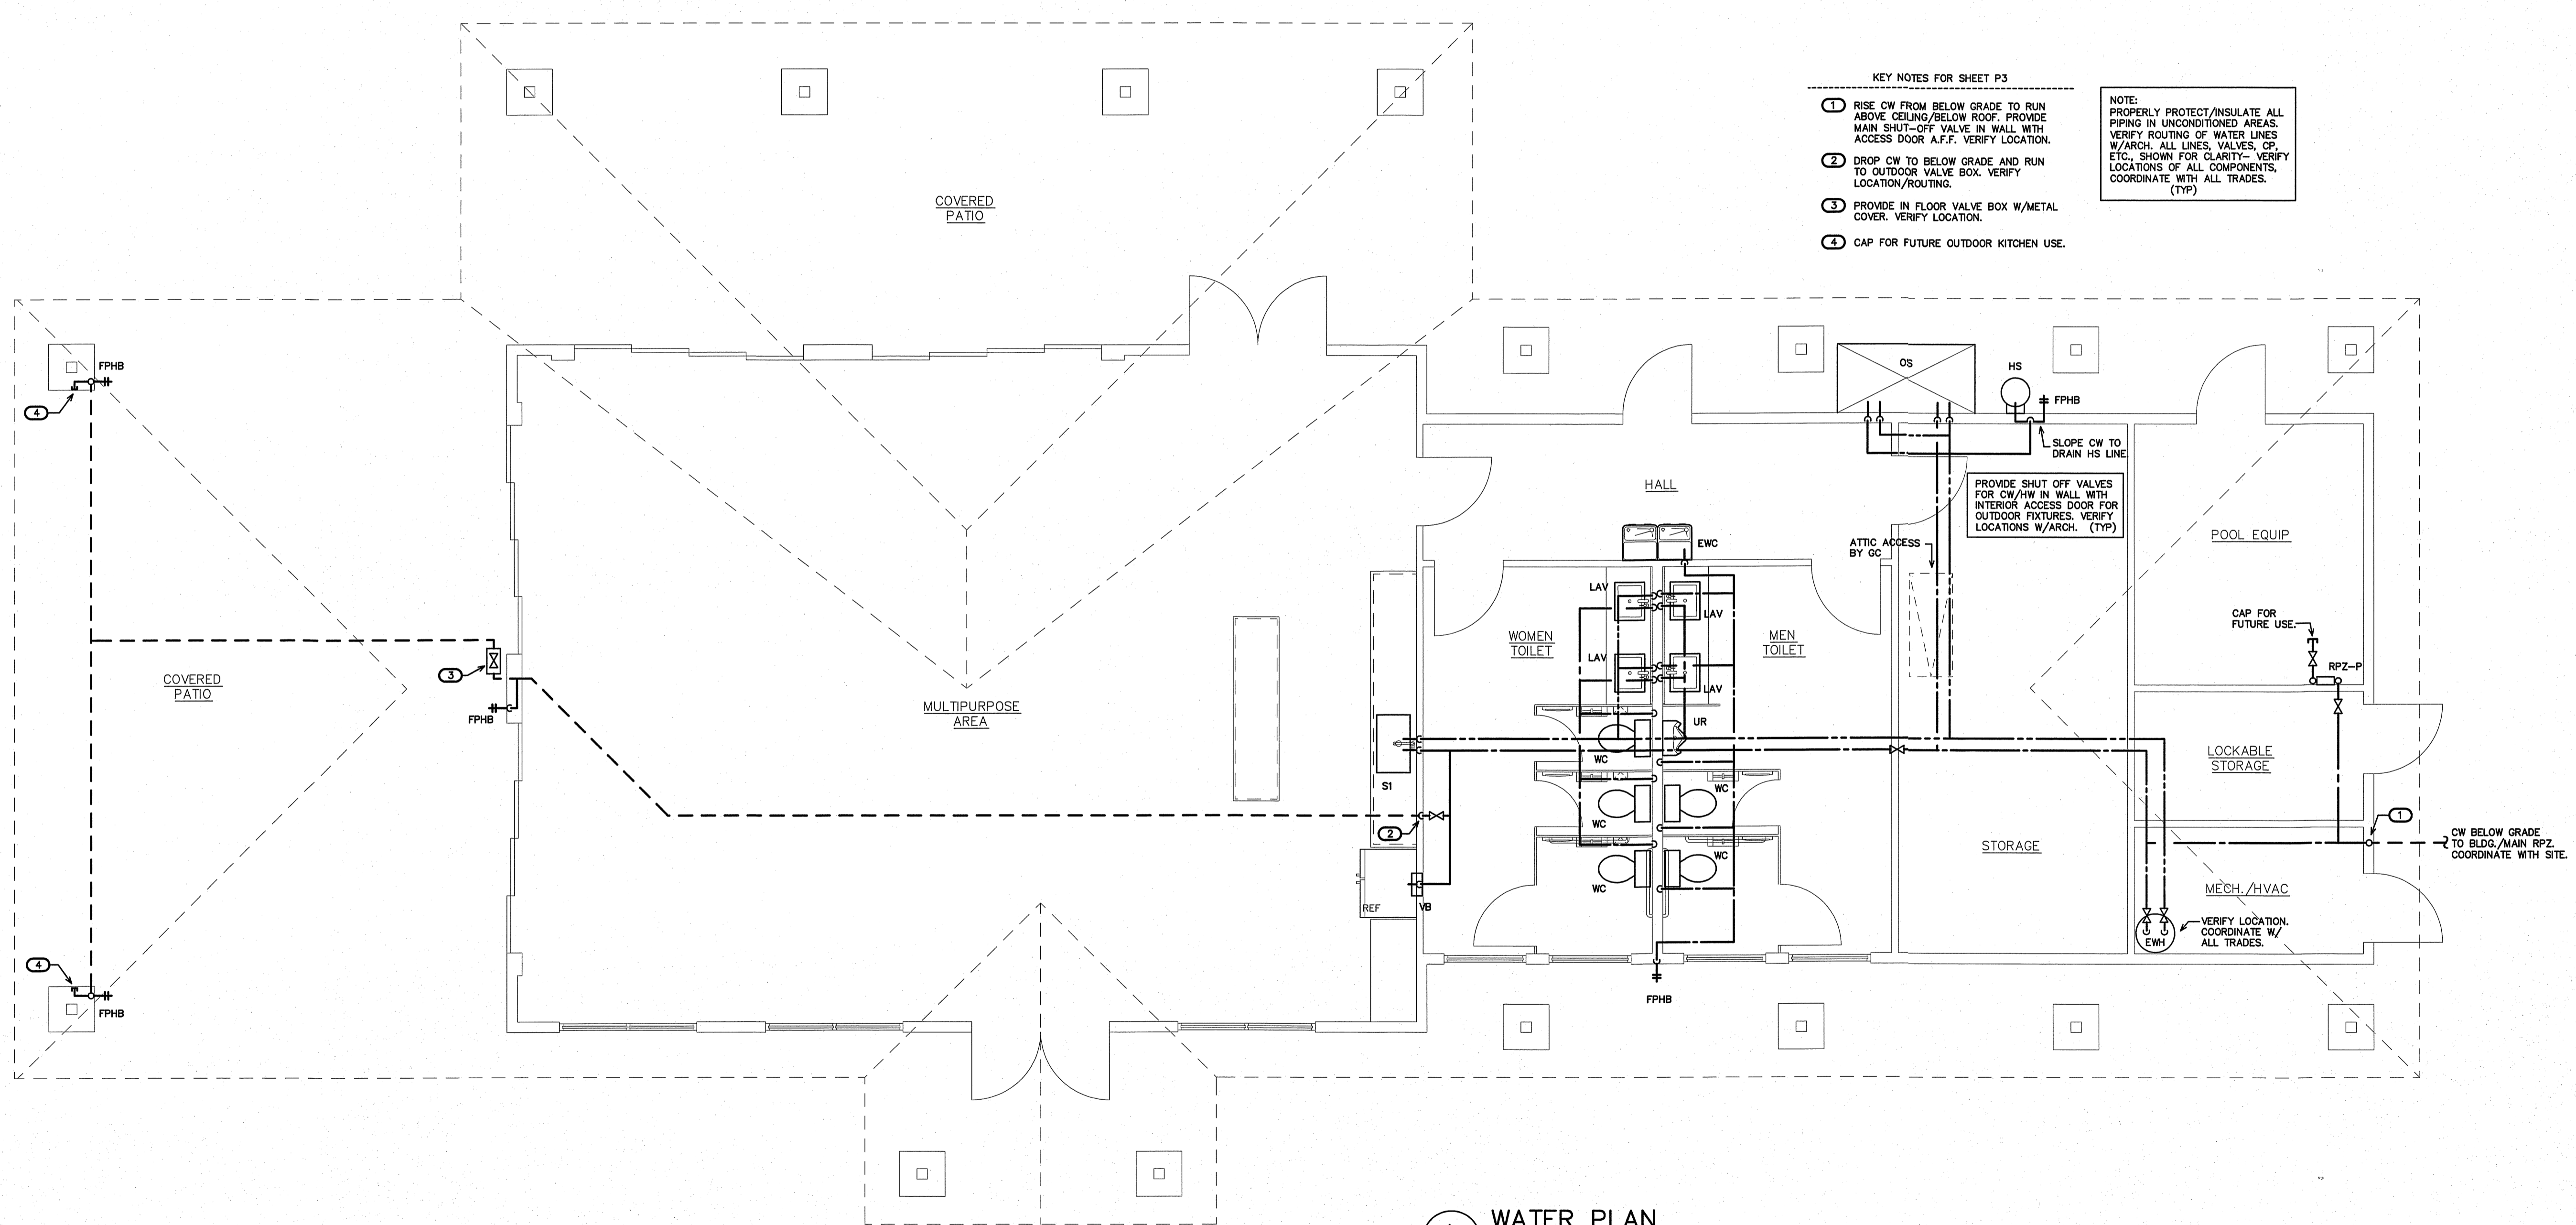 KEY NOTES FOR SHEET P3
1 RISE CW FROM BELOW GRADE TO RUN
ABOVE CEILING/BELOW ROOF. PROVIDE
MAIN SHUT-OFF VALVE IN WALL WITH
ACCESS DOOR A.F.F. VERIFY LOCATION.
2 DROP CW TO BELOW GRADE AND RUN
TO OUTDOOR VALVE BOX. VERIFY
LOCATION/ROUTING.
3 PROVIDE IN FLOOR VALVE BOX W/METAL
COVER. VERIFY LOCATION.
4 CAP FOR FUTURE OUTDOOR KITCHEN USE.
NOTE:
PROPERLY PROTECT/INSULATE ALL
PIPING IN UNCONDITIONED AREAS.
VERIFY ROUTING OF WATER LINES
W/ARCH. ALL LINES, VALVES, CP,
ETC., SHOWN FOR CLARITY- VERIFY
LOCATIONS OF ALL COMPONENTS,
COORDINATE WITH ALL TRADES.
(TYP)
COVERED
PATIO
FPHB
4
OS
HS
FPHB
SLOPE CW TO
DRAIN HS LINE.
HALL
PROVIDE SHUT OFF VALVES
FOR CW/HW IN WALL WITH
INTERIOR ACCESS DOOR FOR
OUTDOOR FIXTURES. VERIFY
LOCATIONS W/ARCH. (TYP)
POOL EQUIP
EWC
ATTIC ACCESS
BY GC
LAV
LAV
CAP FOR
FUTURE USE.
WOMEN
TOILET
MEN
TOILET
LAV
LAV
RPZ-P
3
COVERED
PATIO
FPHB
MULTIPURPOSE
AREA
UR
WC
LOCKABLE
STORAGE
S1
WC
WC
2
1
CW BELOW GRADE
TO BLDG./MAIN RPZ.
COORDINATE WITH SITE.
STORAGE
WC
WC
MECH./HVAC
REF
VB
VERIFY LOCATION.
COORDINATE W/
ALL TRADES.
EWH
4
FPHB
FPHB
WATER PLAN